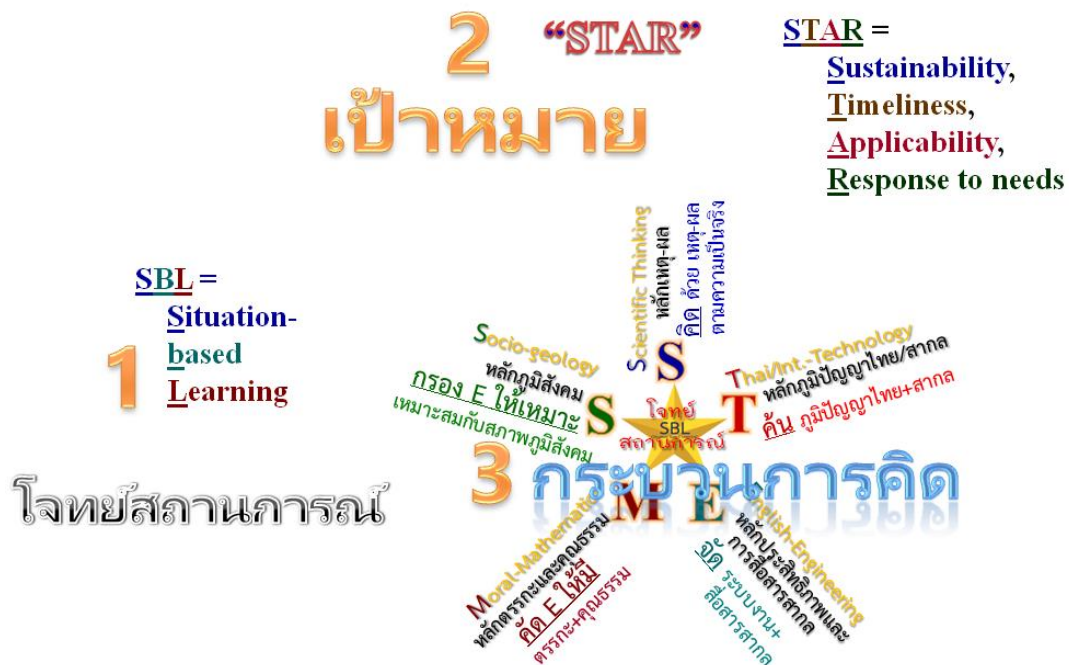 2 “STAR”
เป้าหมาย
STAR =
Sustainability,
Timeliness,
Applicability,
Response to needs
SBL =
Situation-
based
Learning
1
โจทย์สถานการณ์
Scientific Thinking
หลักเหตุ-ผล
คิด ด้วย เหตุ-ผล
ตามความเป็นจริง
S
Thai/Int.-Technology
หลักภูมิปัญญาไทย/สากล
ค้น ภูมิปัญญาไทย+สากล
T
Socio-geology
หลักภูมิสังคม
กรอง E ให้เหมาะ
เหมาะสมกับสภาพภูมิสังคม
S
โจทย์
SBL
สถานการณ์
3 กระบวนการคิด
M
Moral-Mathematic
หลักตรรกะและคุณธรรม
คัด E ให้มี
ตรรกะ+คุณธรรม
E
English-Engineering
หลักประสิทธิภาพและ
การสื่อสารสากล
จัด ระบบงาน+
สื่อสารสากล